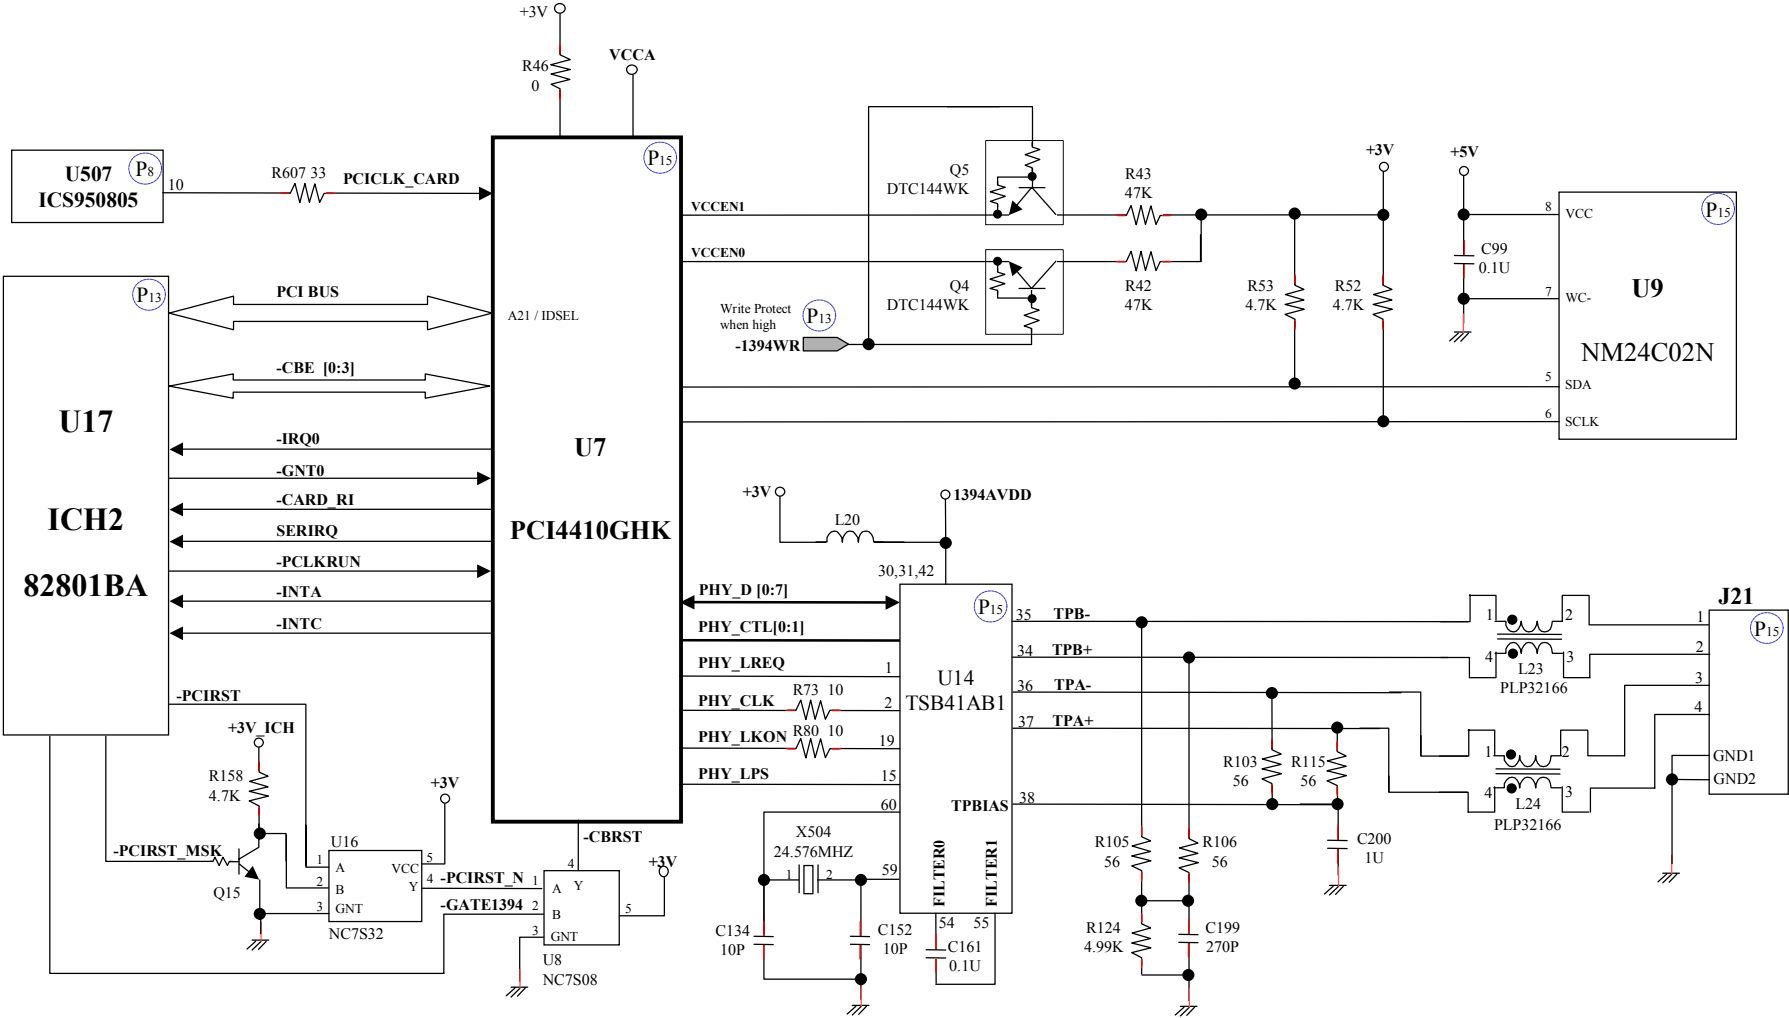 +3V
R46
0
VCCA
U507
P8
ICS950805
10
R607 33
PCICLK_CARD
P15
VCCEN1
VCCEN0
Q5
DTC144WK
R43
47K
Q4
DTC144WK
R42
47K
Write Protect
when high
P13
-1394WR
+3V
R53
4.7K
R52
4.7K
+5V
C99
0.1U
8
VCC
P15
7
WC-
U9
NM24C02N
5
SDA
6
SCLK
P13
U17
ICH2
82801BA
PCI BUS
A21 / IDSEL
-CBE [0:3]
-IRQ0
-GNT0
-CARD_RI
SERIRQ
-PCLKRUN
-INTA
-INTC
U7
PCI4410GHK
+3V
L20
1394AVDD
30,31,42
P15
PHY_D [0:7]
PHY_CTL[0:1]
PHY_LREQ
1
PHY_CLK
R73 10
2
PHY_LKON
R80 10
19
PHY_LPS
15
U14
TSB41AB1
60
59
35
TPB-
34
TPB+
36
TPA-
37
TPA+
TPBIAS
38
FILTER0
FILTER1
54
55
C161
0.1U
X504
24.576MHZ
1
2
C134
10P
C152
10P
R103
56
R115
56
C200
1U
R105
56
R106
56
R124
4.99K
C199
270P
1
2
4
3
L23
PLP32166
1
2
4
3
L24
PLP32166
J21
P15
1
2
3
4
GND1
GND2
-PCIRST
+3V_ICH
R158
4.7K
-PCIRST_MSK
Q15
U16
1
A
2
B
3
GNT
VCC
5
Y
4
NC7S32
+3V
-PCIRST_N
-GATE1394
-CBRST
4
Y
1
A
2
B
3
GNT
5
+3V
U8
NC7S08